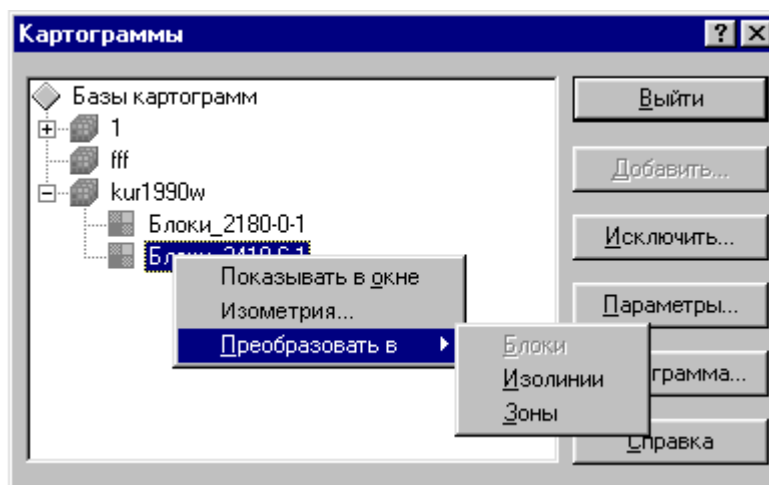 Картограммы
Базы картограмм
1
fff
kur1990w
Блоки_2180-0-1
Показывать в окне
Изометрия...
Преобразовать в
Блоки
Изолинии
Зоны
Выйти
Добавить...
Исключить...
Параметры...
грамма...
Справка